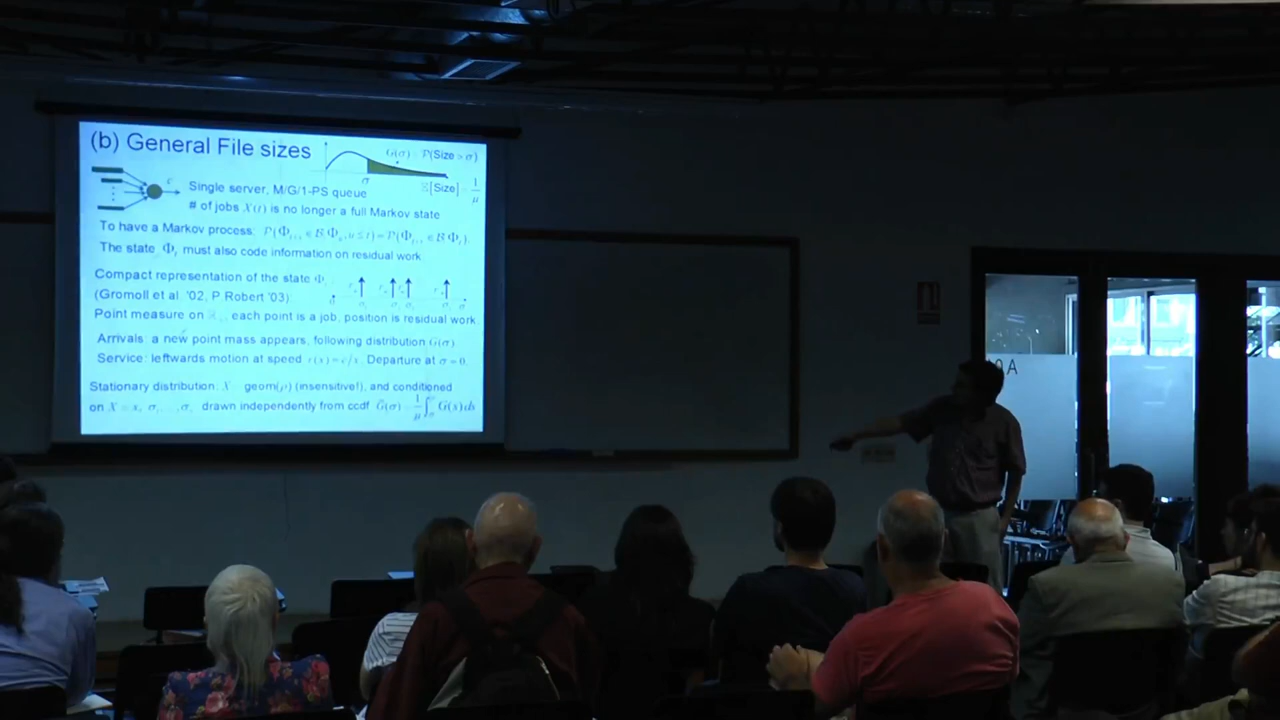 (b) General File sizes
G(σ) P(Size > σ)
σ
E[Size] 1/μ
c
Single server, M/G/1-PS queue
# of jobs X(t) is no longer a full Markov state
To have a Markov process:
The state Φt must also code information on residual work
Compact representation of the state Φ
(Gromoll et al '02, P Robert '03)
Point measure on each point is a job, position is residual work
Arrivals a new point mass appears, following distribution G(σ)
Service: leftwards motion at speed r(x) = c/x. Departure at σ = 0.
Stationary distribution: X geom(ρ) (insensitive!), and conditioned
on X = x, drawn independently from ccdf
A